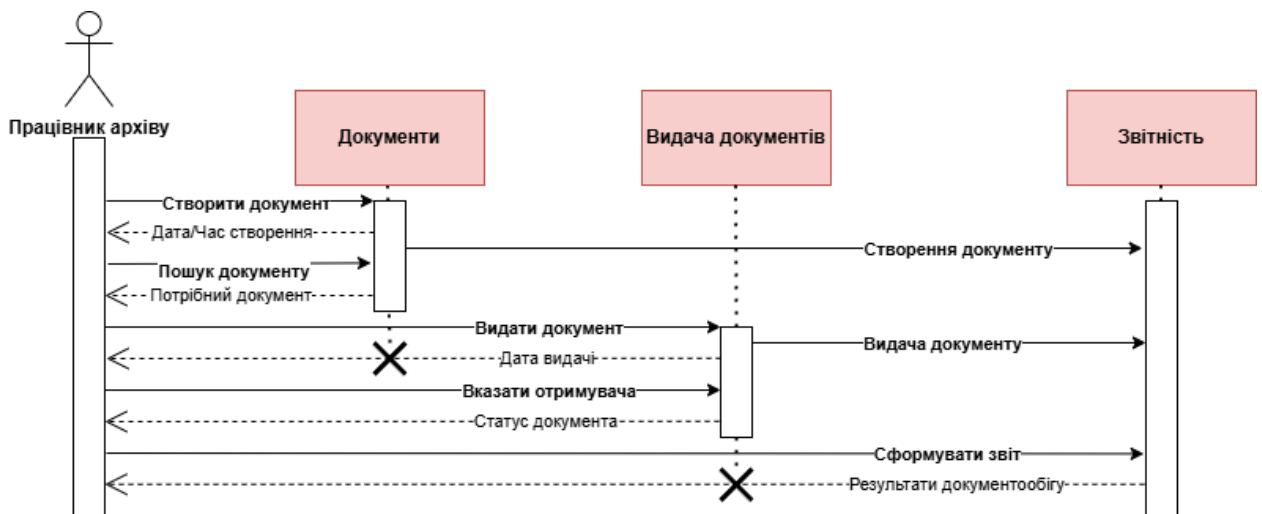 Працівник архіву
Документи
Видача документів
Звітність
Створити документ
Дата/Час створення
Створення документу
Пошук документу
Потрібний документ
Видати документ
Видача документу
Дата видачі
Вказати отримувача
Статус документа
Сформувати звіт
Результати документообігу